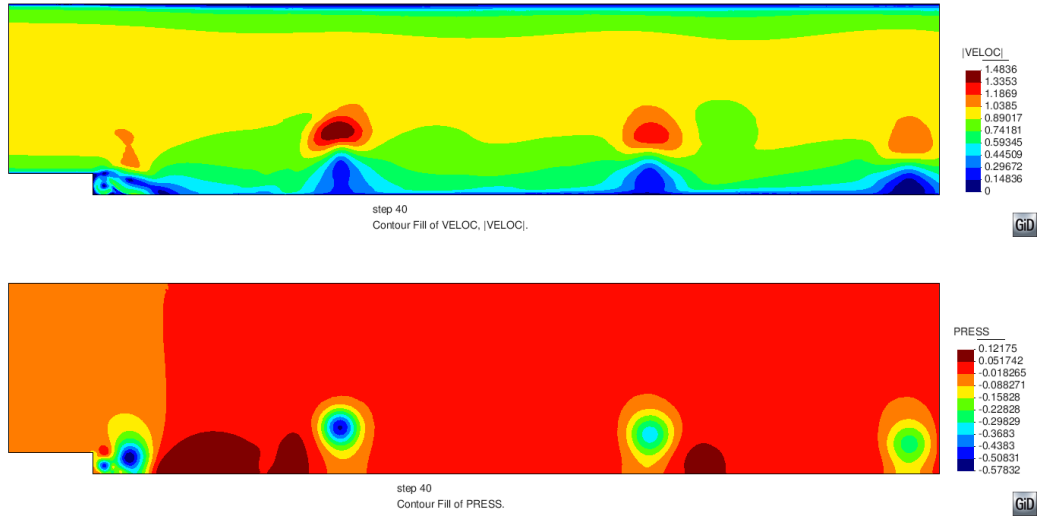 |VELOC|
1.4836
1.3353
1.1869
1.0385
0.89017
0.74181
0.59345
0.44509
0.29672
0.14836
0
step 40
Contour Fill of VELOC, |VELOC|.
GiD
PRESS
0.12175
0.051742
-0.018265
-0.088271
-0.15828
-0.22828
-0.29829
-0.3683
-0.4383
-0.50831
-0.57832
step 40
Contour Fill of PRESS.
GiD